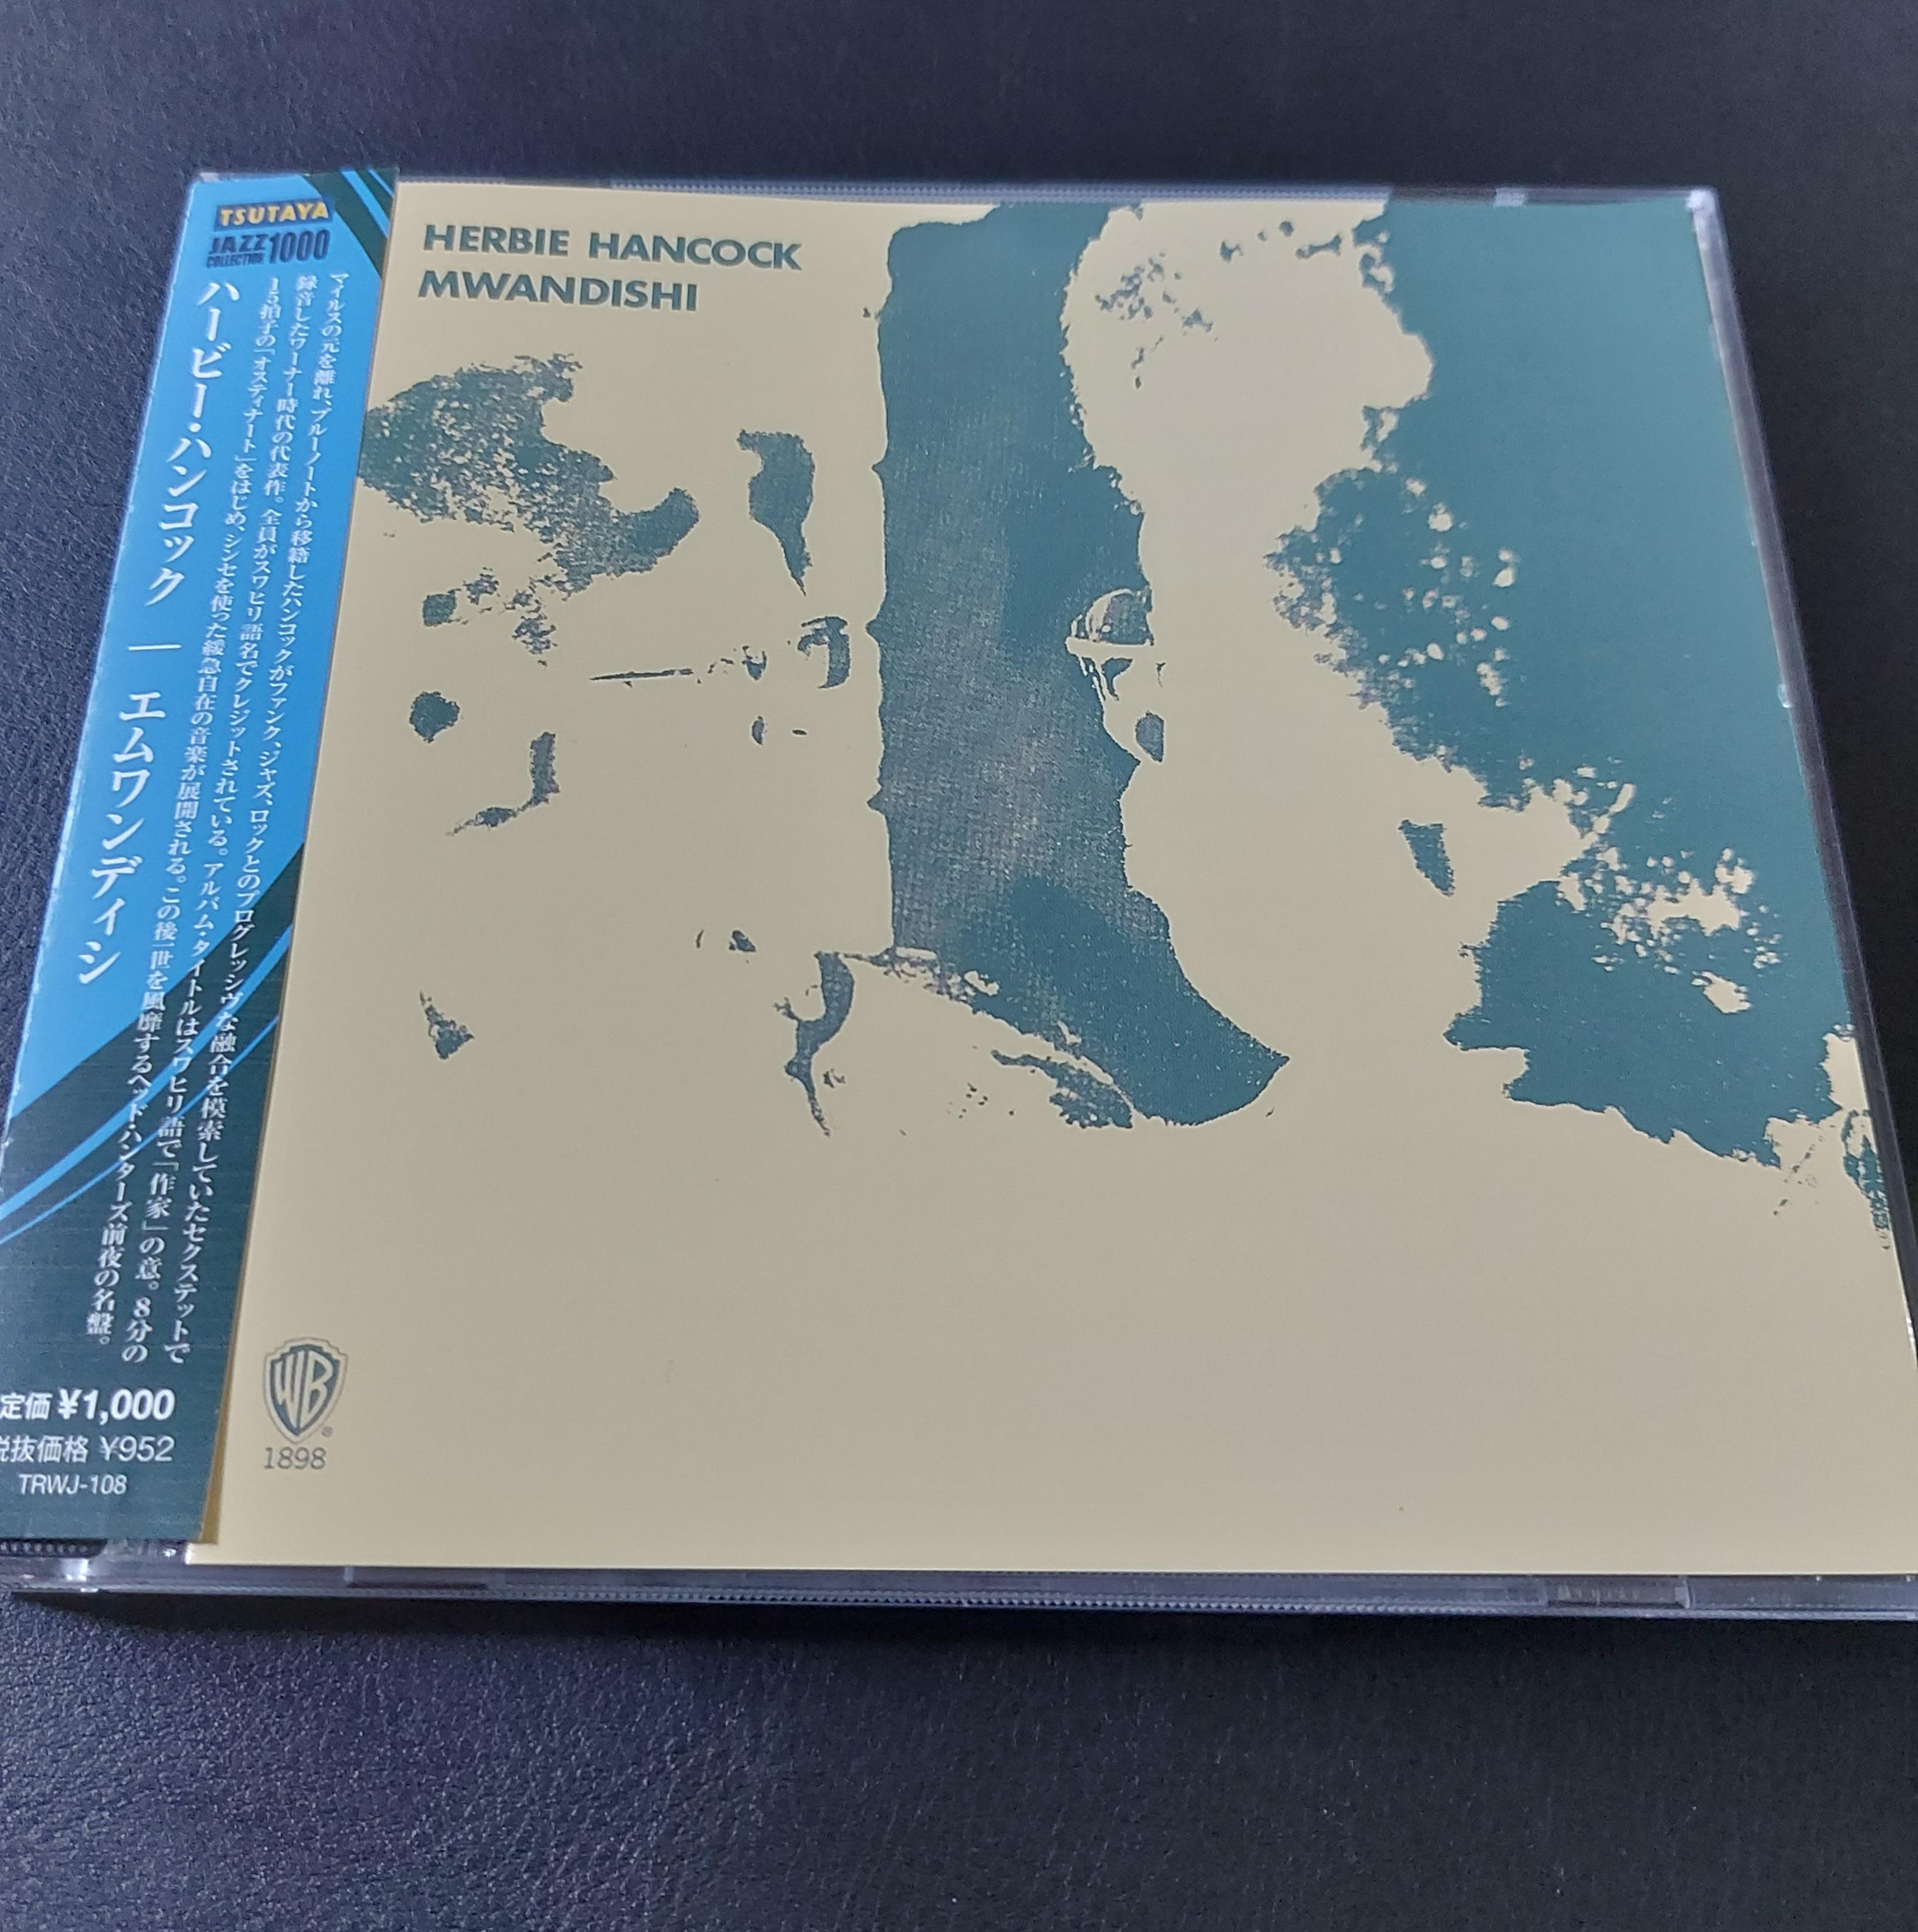 TSUTAYA
JAZZ
COLLECTION
1000
マイルスの元を離れ、ブルーノートから移籍したハンコックがファンク、ジャズ、ロックとのプログレッシヴな融合を模索していたセクステットで
録音したワーナー時代の代表作。全員がスワヒリ語名でクレジットされている。アルバム・タイトルはスワヒリ語で「作家」の意。8分の
15拍子の「オスティナート」をはじめ、シンセを使った緩急自在の音楽が展開される。この後一世を風靡するヘッド・ハンターズ前夜の名盤。
ハービー・ハンコック — エムワンディシ
定価 ¥1,000
税抜価格 ¥952
TRWJ-108
HERBIE HANCOCK
MWANDISHI
WB
®
1898